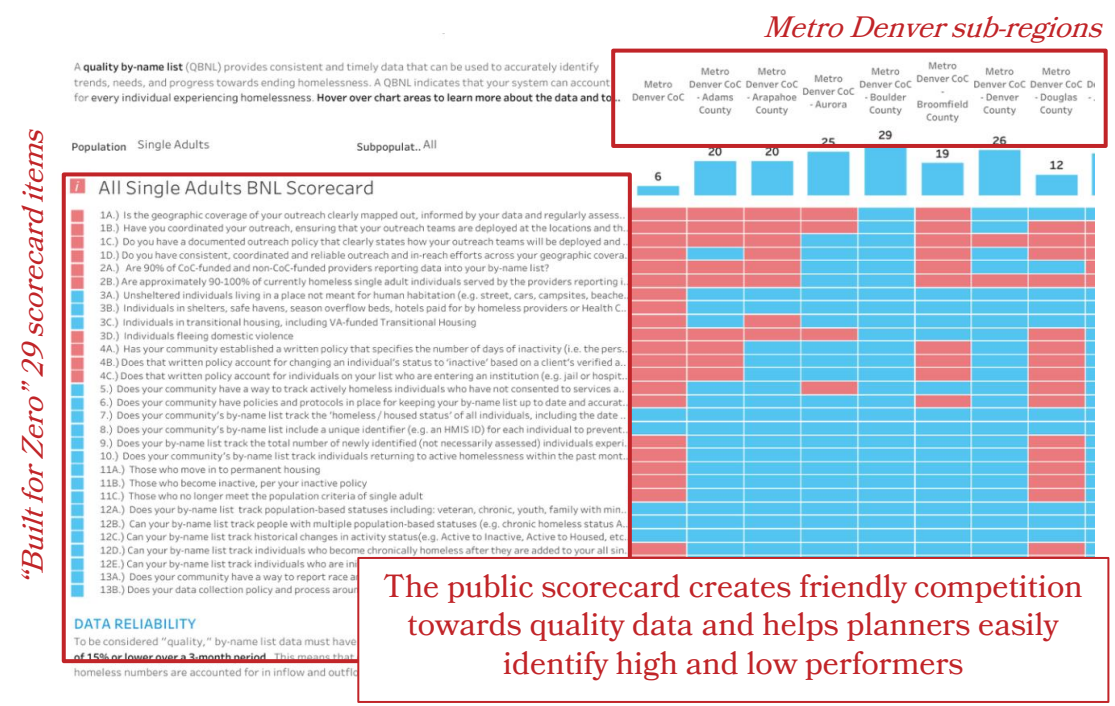 Metro Denver sub-regions
A quality by-name list (QBNL) provides consistent and timely data that can be used to accurately identify
trends, needs, and progress towards ending homelessness. A QBNL indicates that your system can account
for every individual experiencing homelessness. Hover over chart areas to learn more about the data and to...
Metro Denver CoC
Metro Denver CoC - Adams County
Metro Denver CoC - Arapahoe County
Metro Denver CoC - Aurora
Metro Denver CoC - Boulder County
Metro Denver CoC - Broomfield County
Metro Denver CoC - Denver County
Metro Denver CoC - Douglas County
Population Single Adults Subpopulat.. All
6 20 20 25 29 19 26 12
"Built for Zero" 29 scorecard items
i All Single Adults BNL Scorecard
1A.) Is the geographic coverage of your outreach clearly mapped out, informed by your data and regularly assess..
1B.) Have you coordinated your outreach, ensuring that your outreach teams are deployed at the locations and th..
1C.) Do you have a documented outreach policy that clearly states how your outreach teams will be deployed and ..
1D.) Do you have consistent, coordinated and reliable outreach and in-reach efforts across your geographic covera..
2A.) Are 90% of CoC-funded and non-CoC-funded providers reporting data into your by-name list?
2B.) Are approximately 90-100% of currently homeless single adult individuals served by the providers reporting i..
3A.) Unsheltered individuals living in a place not meant for human habitation (e.g. street, cars, campsites, beache..
3B.) Individuals in shelters, safe havens, season overflow beds, hotels paid for by homeless providers or Health C..
3C.) Individuals in transitional housing, including VA-funded Transitional Housing
3D.) Individuals fleeing domestic violence
4A.) Has your community established a written policy that specifies the number of days of inactivity (i.e. the pers..
4B.) Does that written policy account for changing an individual's status to 'inactive' based on a client's verified a..
4C.) Does that written policy account for individuals on your list who are entering an institution (e.g. jail or hospit..
5.) Does your community have a way to track actively homeless individuals who have not consented to services a..
6.) Does your community have policies and protocols in place for keeping your by-name list up to date and accurat..
7.) Does your community's by-name list track the 'homeless / housed status' of all individuals, including the date ..
8.) Does your community's by-name list include a unique identifier (e.g. an HMIS ID) for each individual to prevent..
9.) Does your by-name list track the total number of newly identified (not necessarily assessed) individuals experi..
10.) Does your community's by-name list track individuals returning to active homelessness within the past mont..
11A.) Those who move in to permanent housing
11B.) Those who become inactive, per your inactive policy
11C.) Those who no longer meet the population criteria of single adult
12A.) Does your by-name list track population-based statuses including: veteran, chronic, youth, family with min..
12B.) Can your by-name list track people with multiple population-based statuses (e.g. chronic homeless status A..
12C.) Can your by-name list track historical changes in activity status(e.g. Active to Inactive, Active to Housed, etc..
12D.) Can your by-name list track individuals who become chronically homeless after they are added to your all sin..
12E.) Can your by-name list track individuals who are ini
13A.) Does your community have a way to report race a
13B.) Does your data collection policy and process aroun
DATA RELIABILITY
To be considered "quality," by-name list data must have
of 15% or lower over a 3-month period. This means that
homeless numbers are accounted for in inflow and outflo
The public scorecard creates friendly competition
towards quality data and helps planners easily
identify high and low performers